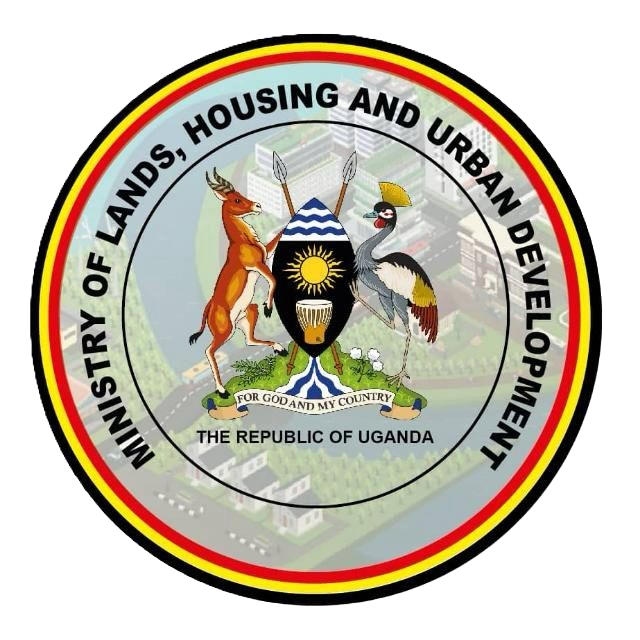 MINISTRY OF LANDS, HOUSING AND URBAN DEVELOPMENT
FOR GOD AND MY COUNTRY
THE REPUBLIC OF UGANDA